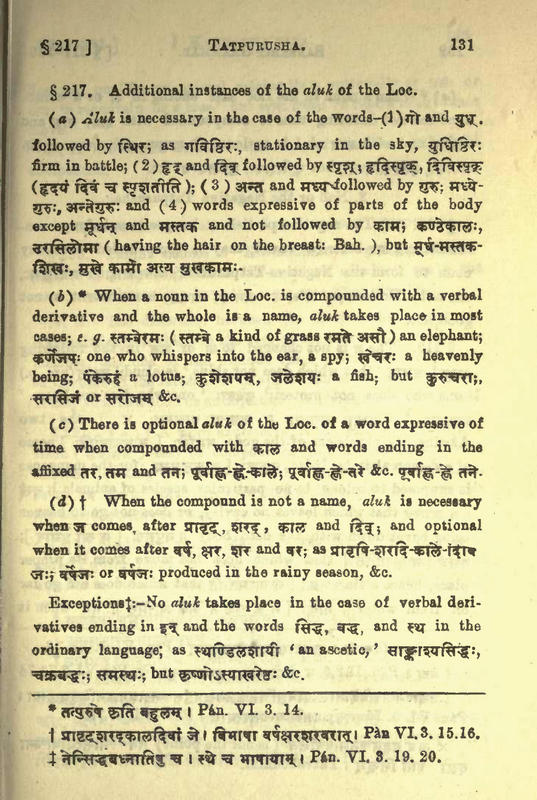 § 217 ] TATPURUSHA. 131
§ 217. Additional instances of the aluk of the Loc.
(a) Aluk is necessary in the case of the words–(1) गो and युध्,
followed by स्थिर; as गविष्टिरः, stationary in the sky, युधिष्टिरः
firm in battle; (2) हृद् and दिव् followed by स्पृश्; हृदिस्पृक्, दिविस्पृक्
(हृदयं दिवं च स्पृशतीति); (3) अन्त and मध्य followed by गुरु; मध्ये-
गुरुः, अन्तेगुरुः and (4) words expressive of parts of the body
except मूर्धन् and मस्तक and not followed by काम; कण्ठेकालः,
उरसिलोमा (having the hair on the breast: Bah. ), but मूर्ध-मस्तक-
शिखः, मुखे कामो अस्य मुखकामः-
(b) * When a noun in the Loc. is compounded with a verbal
derivative and the whole is a name, aluk takes place in most
cases; e. g. स्तम्बेरमः (स्तम्बे a kind of grass रमते असौ) an elephant;
कर्णेजपः one who whispers into the ear, a spy; खेचरः a heavenly
being; पंकेरुहं a lotus; कुशेशयम्, जलेशयः a fish; but कुरुचराः,
सरसिजं or सरोजम् &c.
(c) There is optional aluk of the Loc. of a word expressive of
time when compounded with काल and words ending in the
affixed तर, तम and तन; पूर्वाह्ण-ह्णे-काले; पूर्वाह्ण-ह्णे-तरे &c. पूर्वाह्ण-ह्णे तने.
(d) † When the compound is not a name, aluk is necessary
when ज comes, after प्रावृट्, शरद्, काल and दिव्; and optional
when it comes after वर्ष, क्षर, शर and वर; as प्रावृषि-शरदि-काले-दिवि
जः; वर्षेजः or वर्षजः produced in the rainy season, &c.
Exceptions‡:–No aluk takes place in the case of verbal deri-
vatives ending in इन् and the words सिद्ध, बद्ध, and स्थ in the
ordinary language; as स्थण्डिलशायी 'an ascetic,' साङ्काश्यसिद्धः,
चक्रबद्धः; समस्थः; but कृष्णोऽस्याखरेष्ठः &c.
* तत्पुरुषे कृति बहुलम् । Pán. VI. 3. 14.
† प्रावृट्शरत्कालदिवां जे । विभाषा वर्षक्षरशरवरात् । Pàn VI. 3. 15.16.
‡ नेन्सिद्धबध्नातिषु च । स्थे च भाषायाम् । Pán. VI. 3. 19. 20.